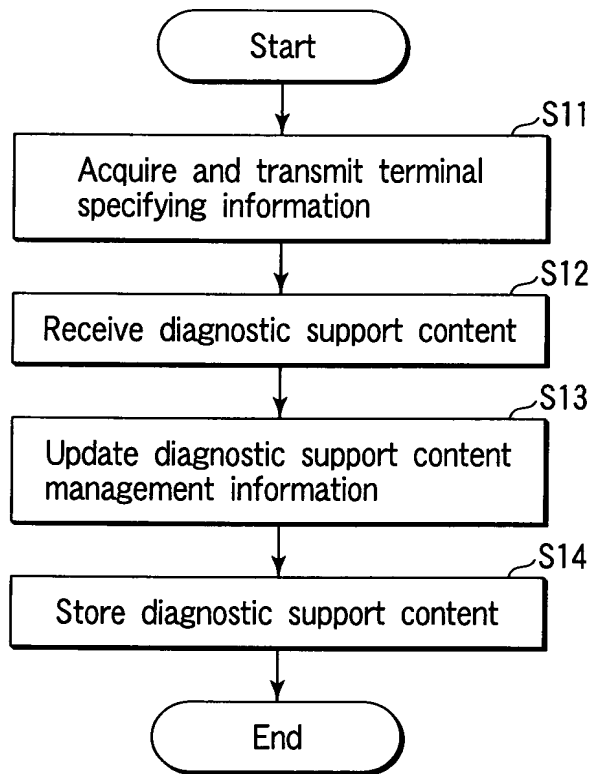 Start
S11
Acquire and transmit terminal
specifying information
S12
Receive diagnostic support content
S13
Update diagnostic support content
management information
S14
Store diagnostic support content
End